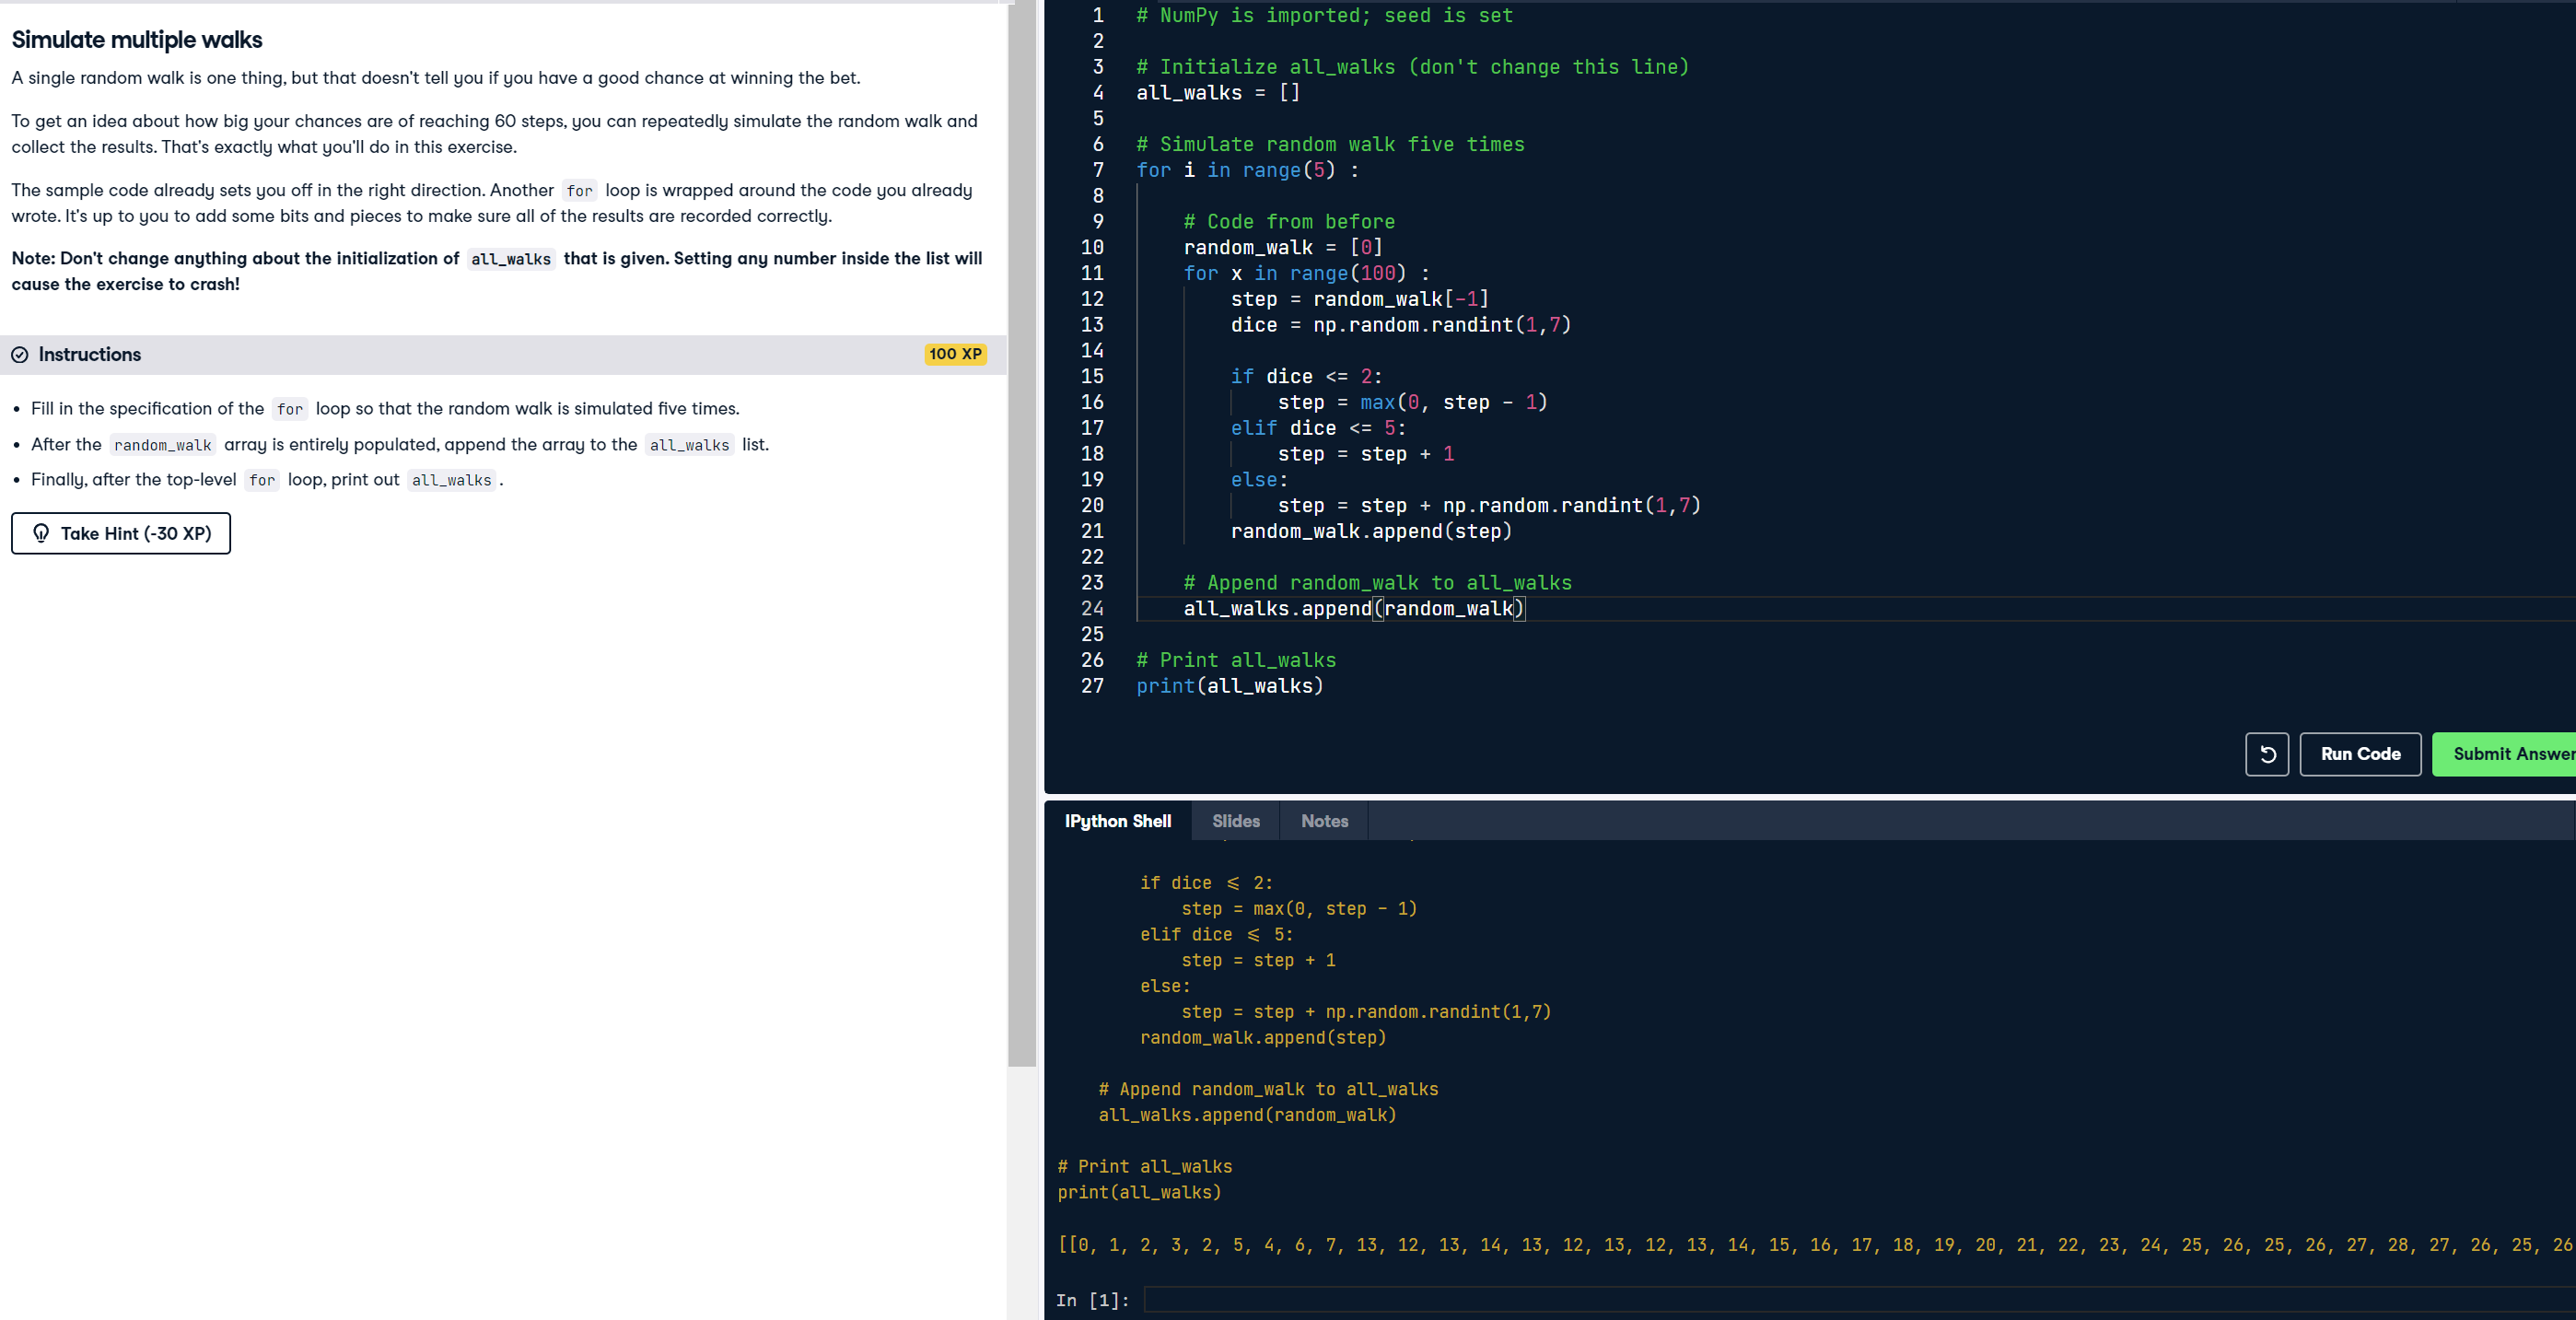 Simulate multiple walks
A single random walk is one thing, but that doesn't tell you if you have a good chance at winning the bet.
To get an idea about how big your chances are of reaching 60 steps, you can repeatedly simulate the random walk and
collect the results. That's exactly what you'll do in this exercise.
The sample code already sets you off in the right direction. Another for loop is wrapped around the code you already
wrote. It's up to you to add some bits and pieces to make sure all of the results are recorded correctly.
Note: Don't change anything about the initialization of all_walks that is given. Setting any number inside the list will
cause the exercise to crash!
Instructions
100 XP
• Fill in the specification of the for loop so that the random walk is simulated five times.
• After the random_walk array is entirely populated, append the array to the all_walks list.
• Finally, after the top-level for loop, print out all_walks.
Take Hint (-30 XP)
1 # NumPy is imported; seed is set
2
3 # Initialize all_walks (don't change this line)
4 all_walks = []
5
6 # Simulate random walk five times
7 for i in range(5) :
8
9     # Code from before
10     random_walk = [0]
11     for x in range(100) :
12         step = random_walk[-1]
13         dice = np.random.randint(1,7)
14
15         if dice <= 2:
16             step = max(0, step - 1)
17         elif dice <= 5:
18             step = step + 1
19         else:
20             step = step + np.random.randint(1,7)
21         random_walk.append(step)
22
23     # Append random_walk to all_walks
24     all_walks.append(random_walk)
25
26 # Print all_walks
27 print(all_walks)
Run Code
Submit Answer
IPython Shell
Slides
Notes
        if dice <= 2:
            step = max(0, step - 1)
        elif dice <= 5:
            step = step + 1
        else:
            step = step + np.random.randint(1,7)
        random_walk.append(step)
    # Append random_walk to all_walks
    all_walks.append(random_walk)
# Print all_walks
print(all_walks)
[[0, 1, 2, 3, 2, 5, 4, 6, 7, 13, 12, 13, 14, 13, 12, 13, 12, 13, 14, 15, 16, 17, 18, 19, 20, 21, 22, 23, 24, 25, 26, 25, 26, 27, 28, 27, 26, 25, 26
In [1]: